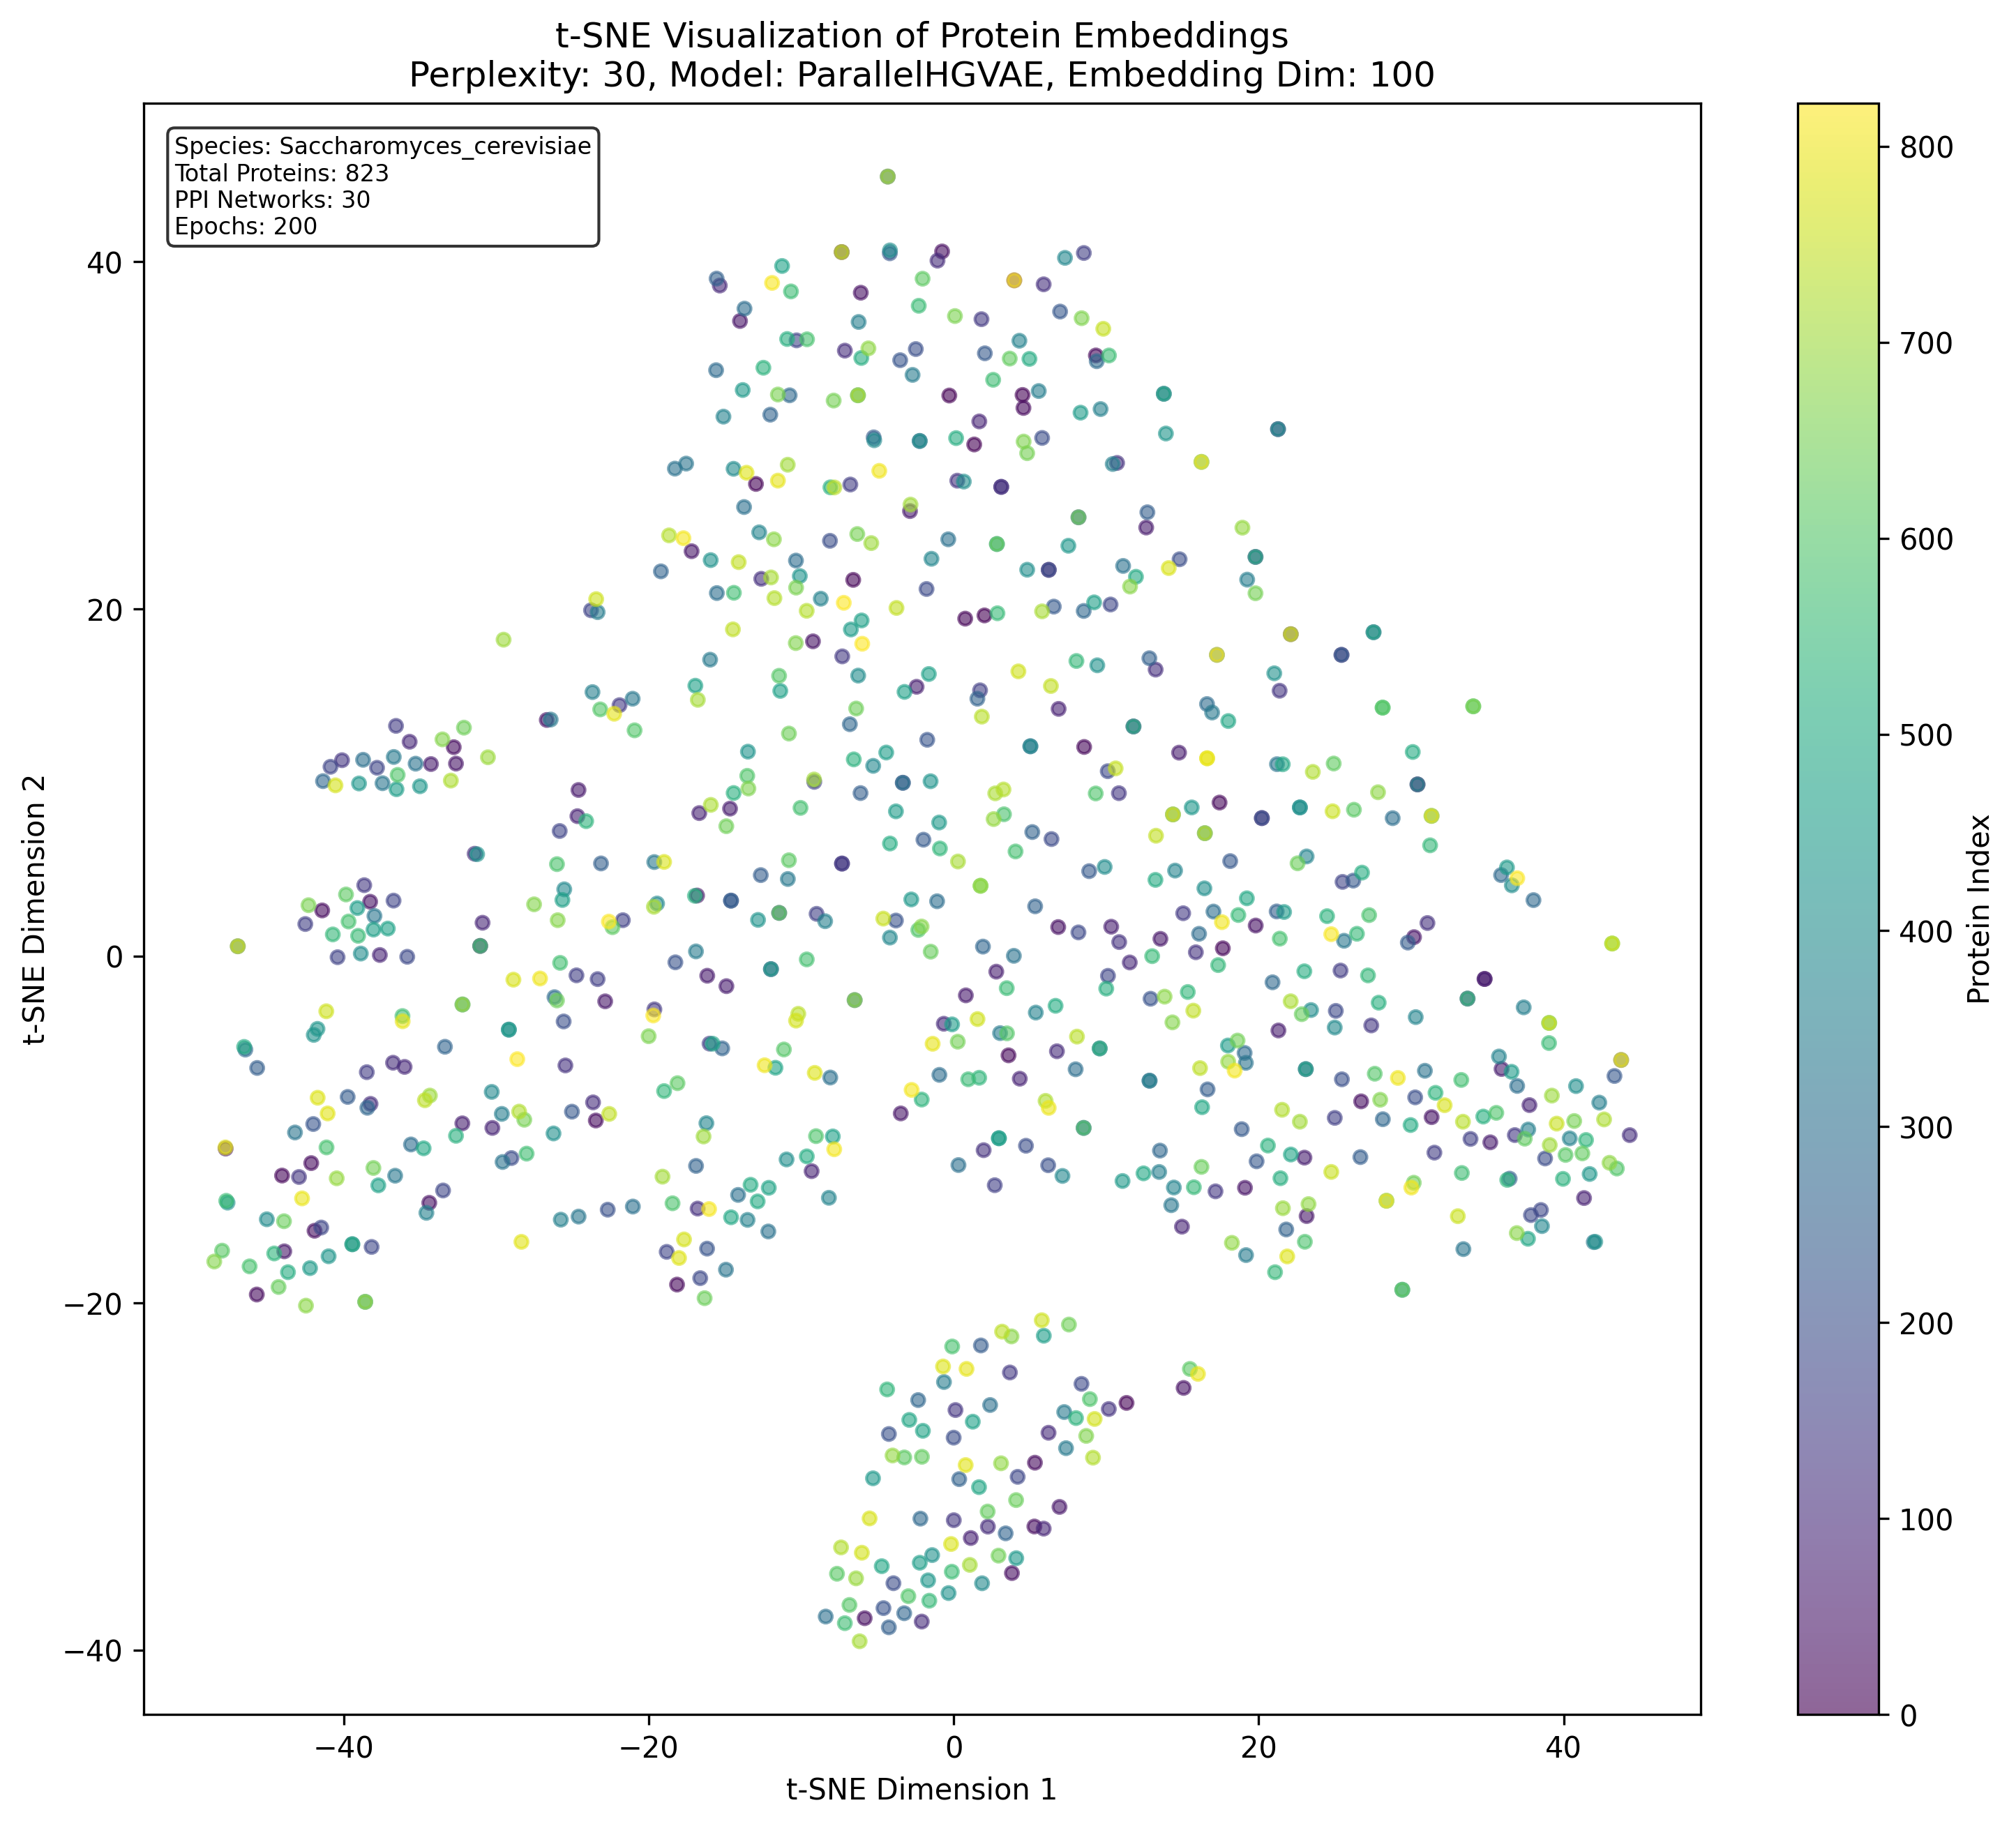 t-SNE Visualization of Protein Embeddings
Perplexity: 30, Model: ParallelHGVAE, Embedding Dim: 100
Species: Saccharomyces_cerevisiae
Total Proteins: 823
PPI Networks: 30
Epochs: 200
t-SNE Dimension 2
40
20
0
−20
−40
−40
−20
0
20
40
t-SNE Dimension 1
800
700
600
500
400
300
200
100
0
Protein Index